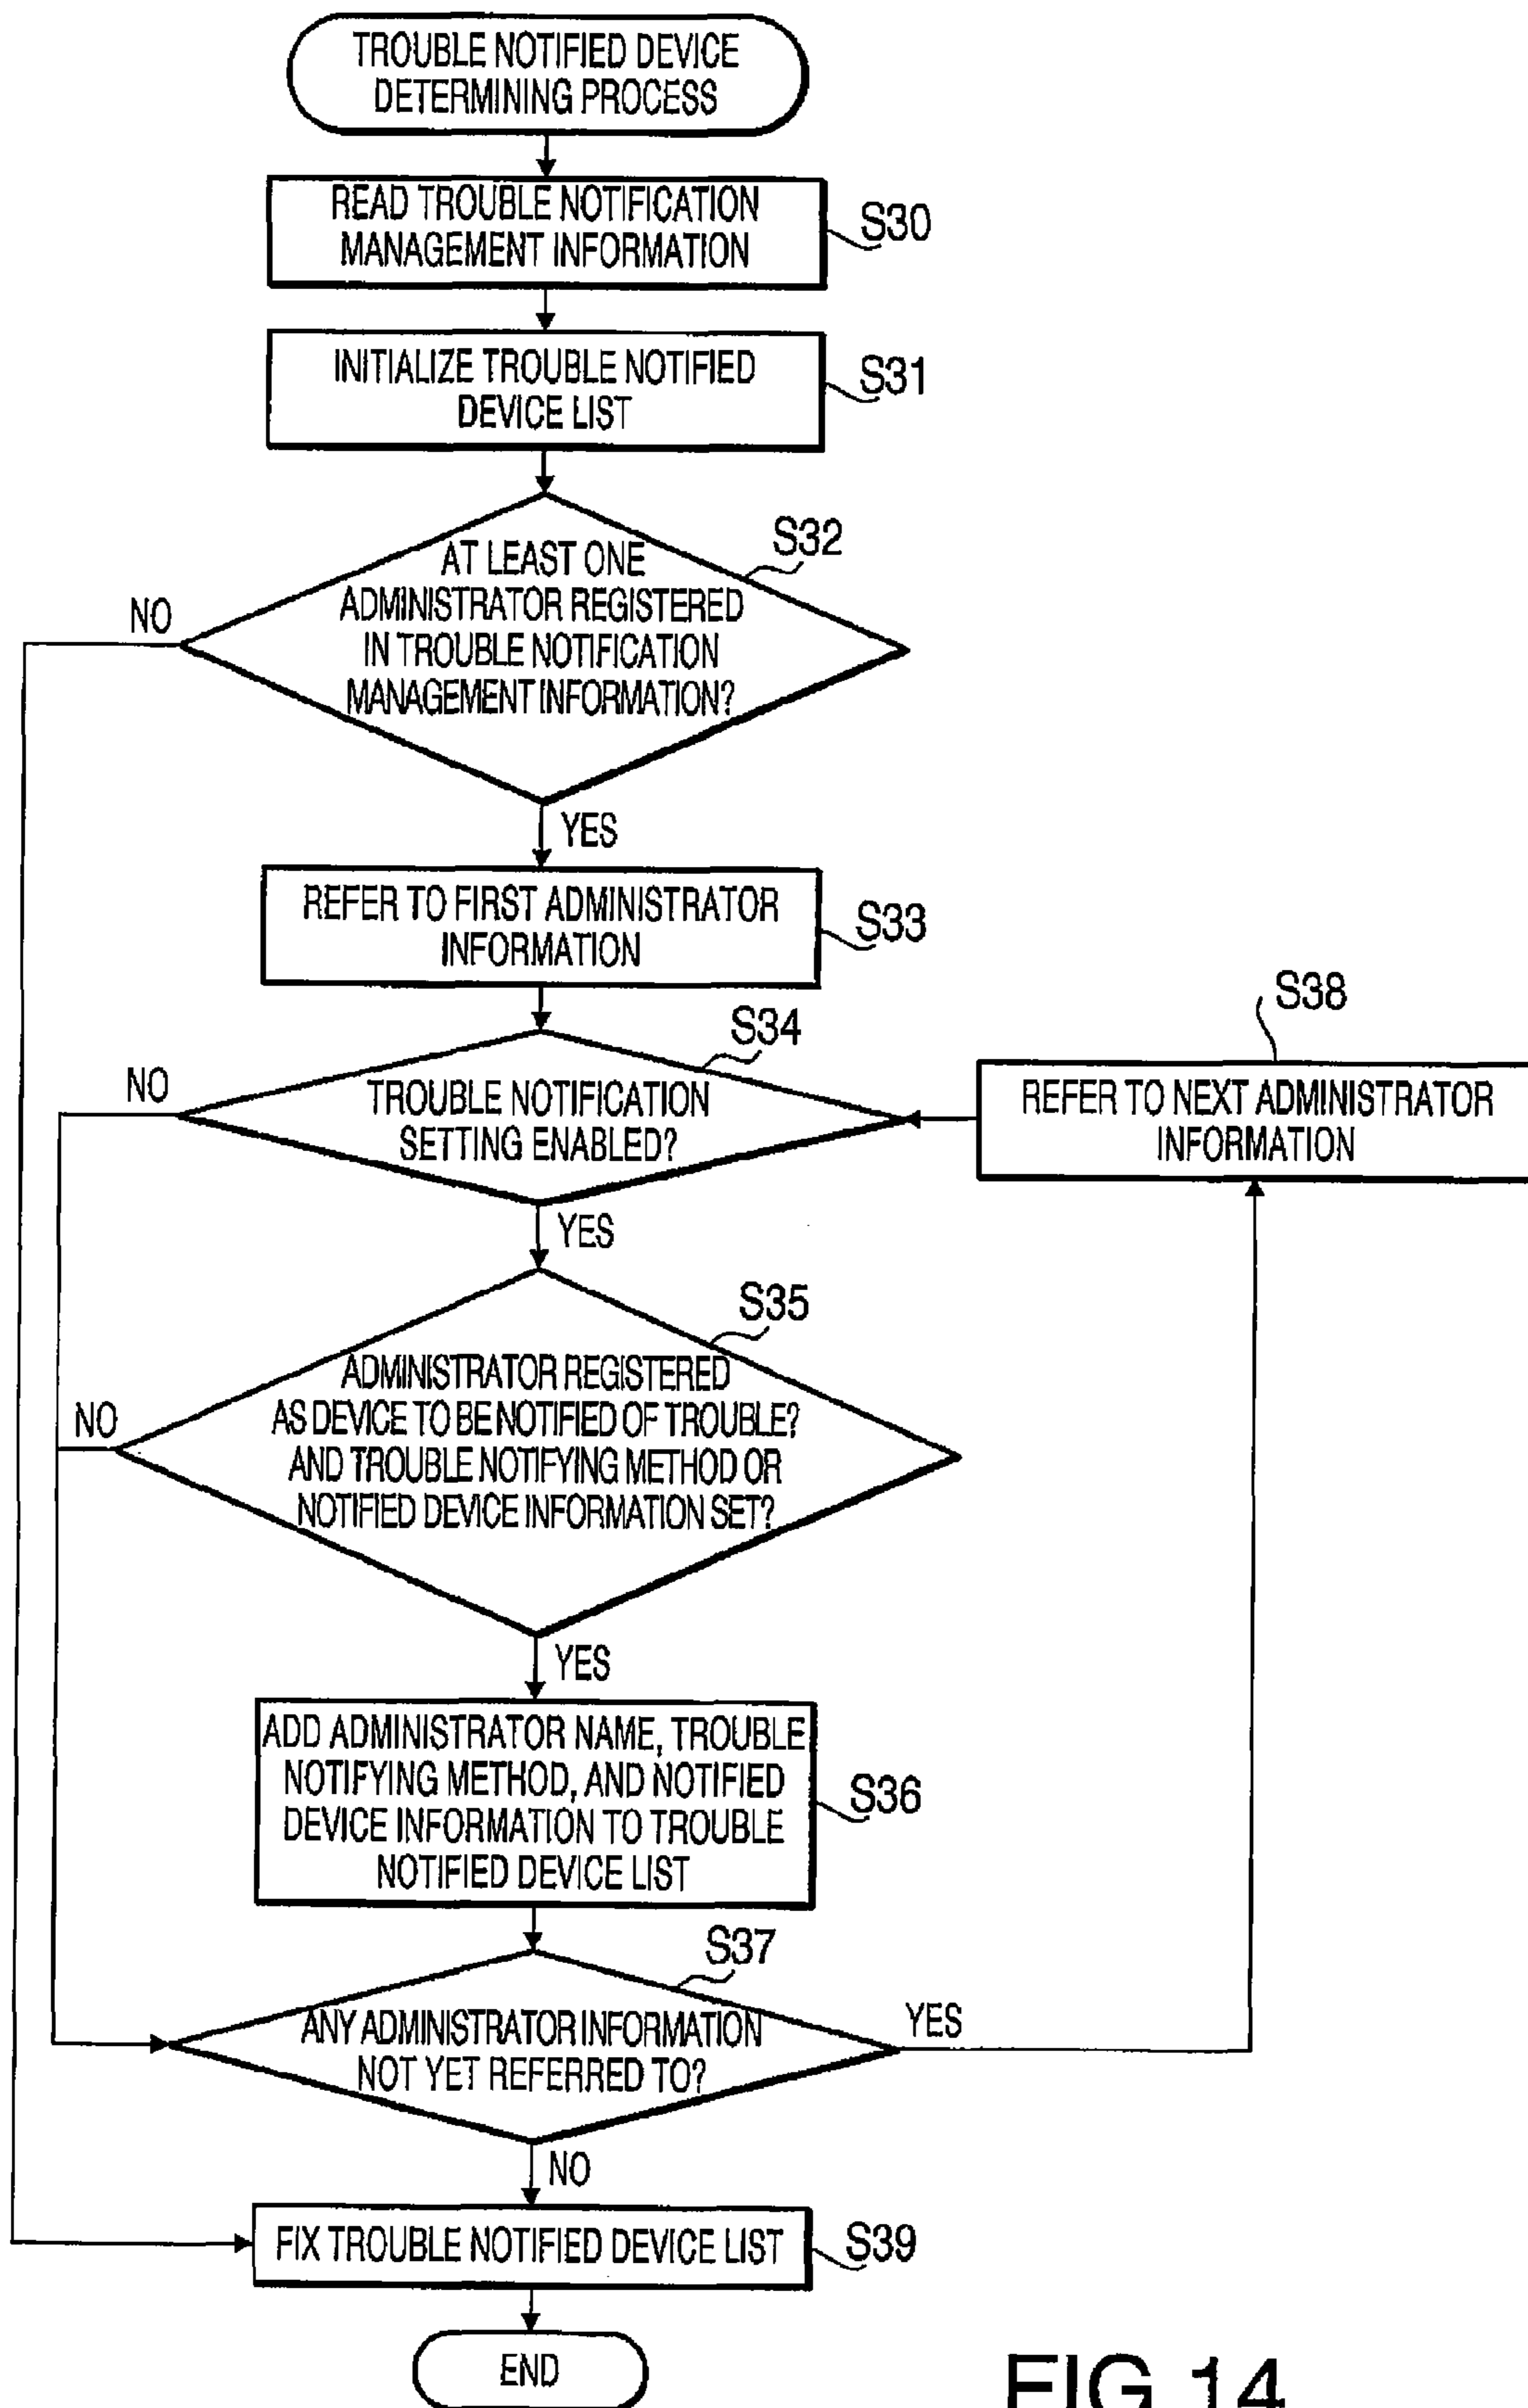 TROUBLE NOTIFIED DEVICE
DETERMINING PROCESS
READ TROUBLE NOTIFICATION
MANAGEMENT INFORMATION
S30
INITIALIZE TROUBLE NOTIFIED
DEVICE LIST
S31
S32
AT LEAST ONE
ADMINISTRATOR REGISTERED
IN TROUBLE NOTIFICATION
MANAGEMENT INFORMATION?
NO
YES
REFER TO FIRST ADMINISTRATOR
INFORMATION
S33
S34
TROUBLE NOTIFICATION
SETTING ENABLED?
NO
YES
S38
REFER TO NEXT ADMINISTRATOR
INFORMATION
S35
ADMINISTRATOR REGISTERED
AS DEVICE TO BE NOTIFIED OF TROUBLE?
AND TROUBLE NOTIFYING METHOD OR
NOTIFIED DEVICE INFORMATION SET?
NO
YES
ADD ADMINISTRATOR NAME, TROUBLE
NOTIFYING METHOD, AND NOTIFIED
DEVICE INFORMATION TO TROUBLE
NOTIFIED DEVICE LIST
S36
S37
ANY ADMINISTRATOR INFORMATION
NOT YET REFERRED TO?
YES
NO
FIX TROUBLE NOTIFIED DEVICE LIST
S39
END
FIG.14